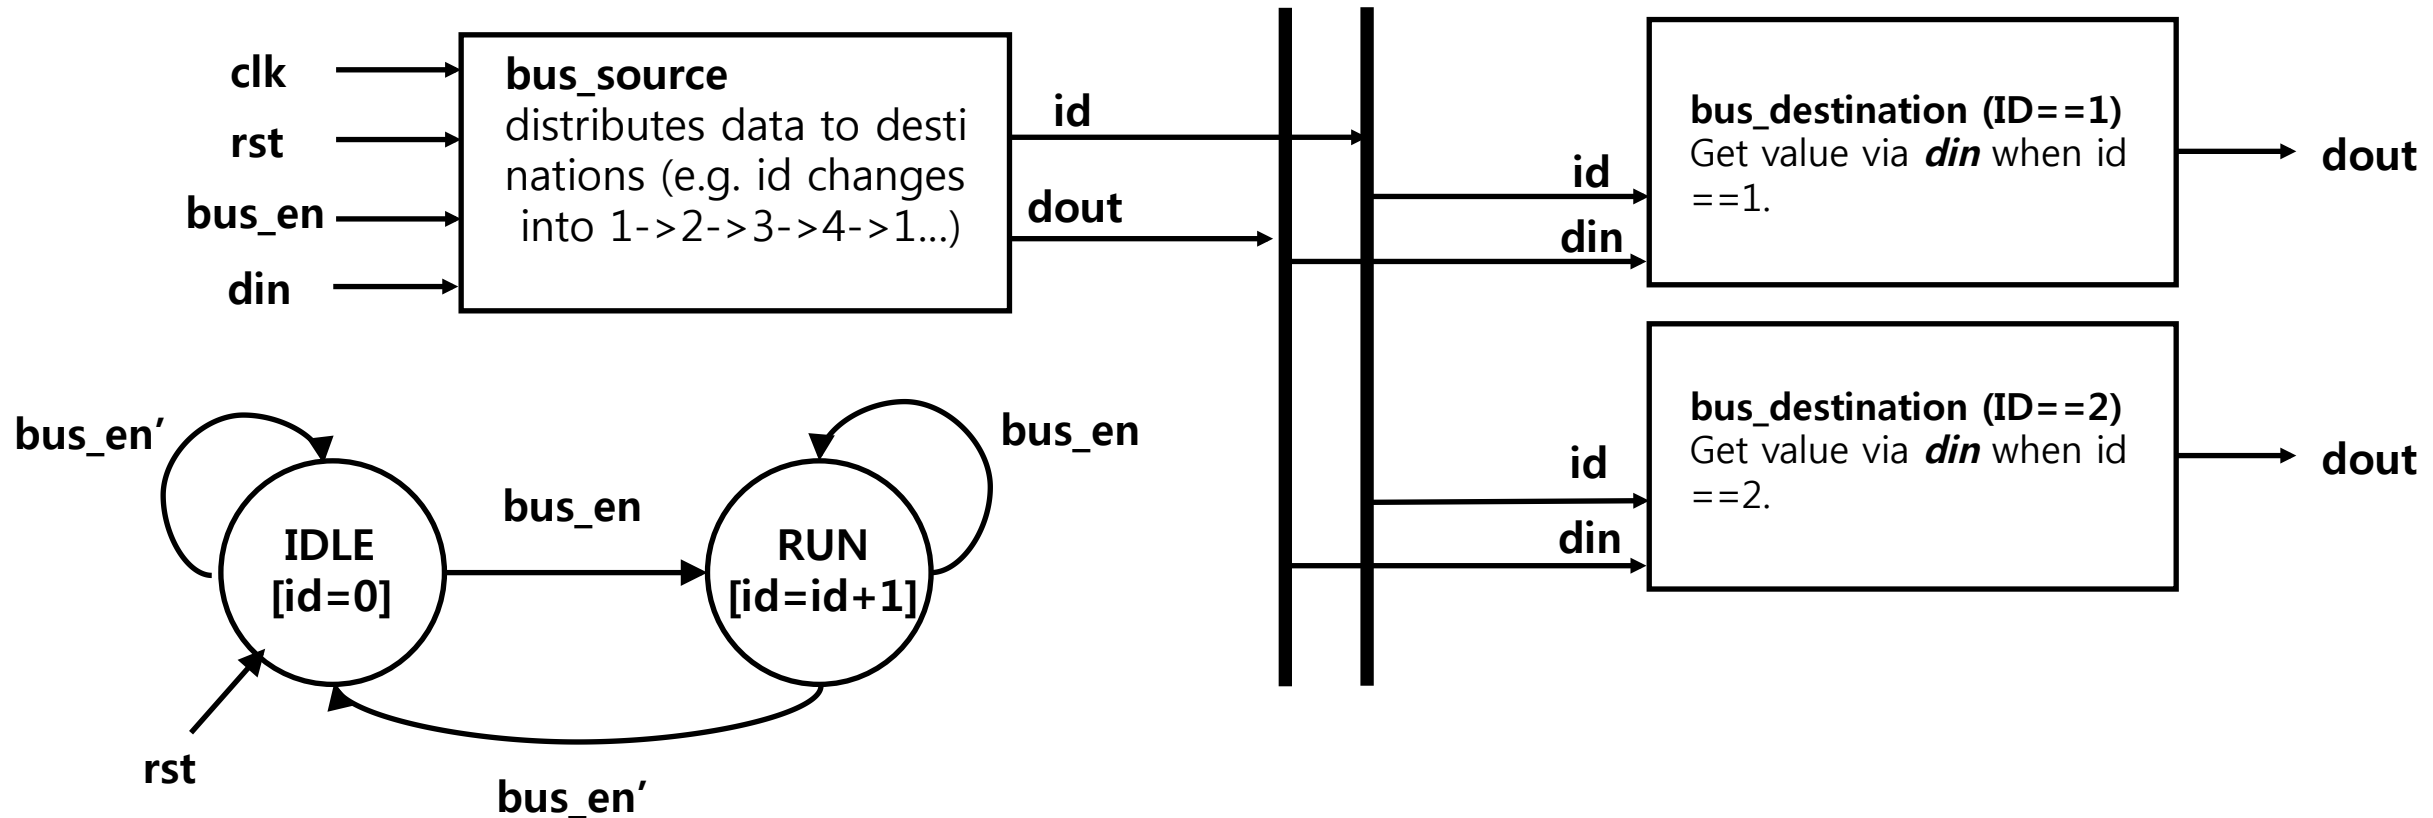 clk
rst
bus_en
din
bus_source
distributes data to desti
nations (e.g. id changes
into 1->2->3->4->1...)
id
dout
id
din
bus_destination (ID==1)
Get value via din when id
==1.
dout
id
din
bus_destination (ID==2)
Get value via din when id
==2.
dout
bus_en’
IDLE
[id=0]
bus_en
RUN
[id=id+1]
bus_en
rst
bus_en’